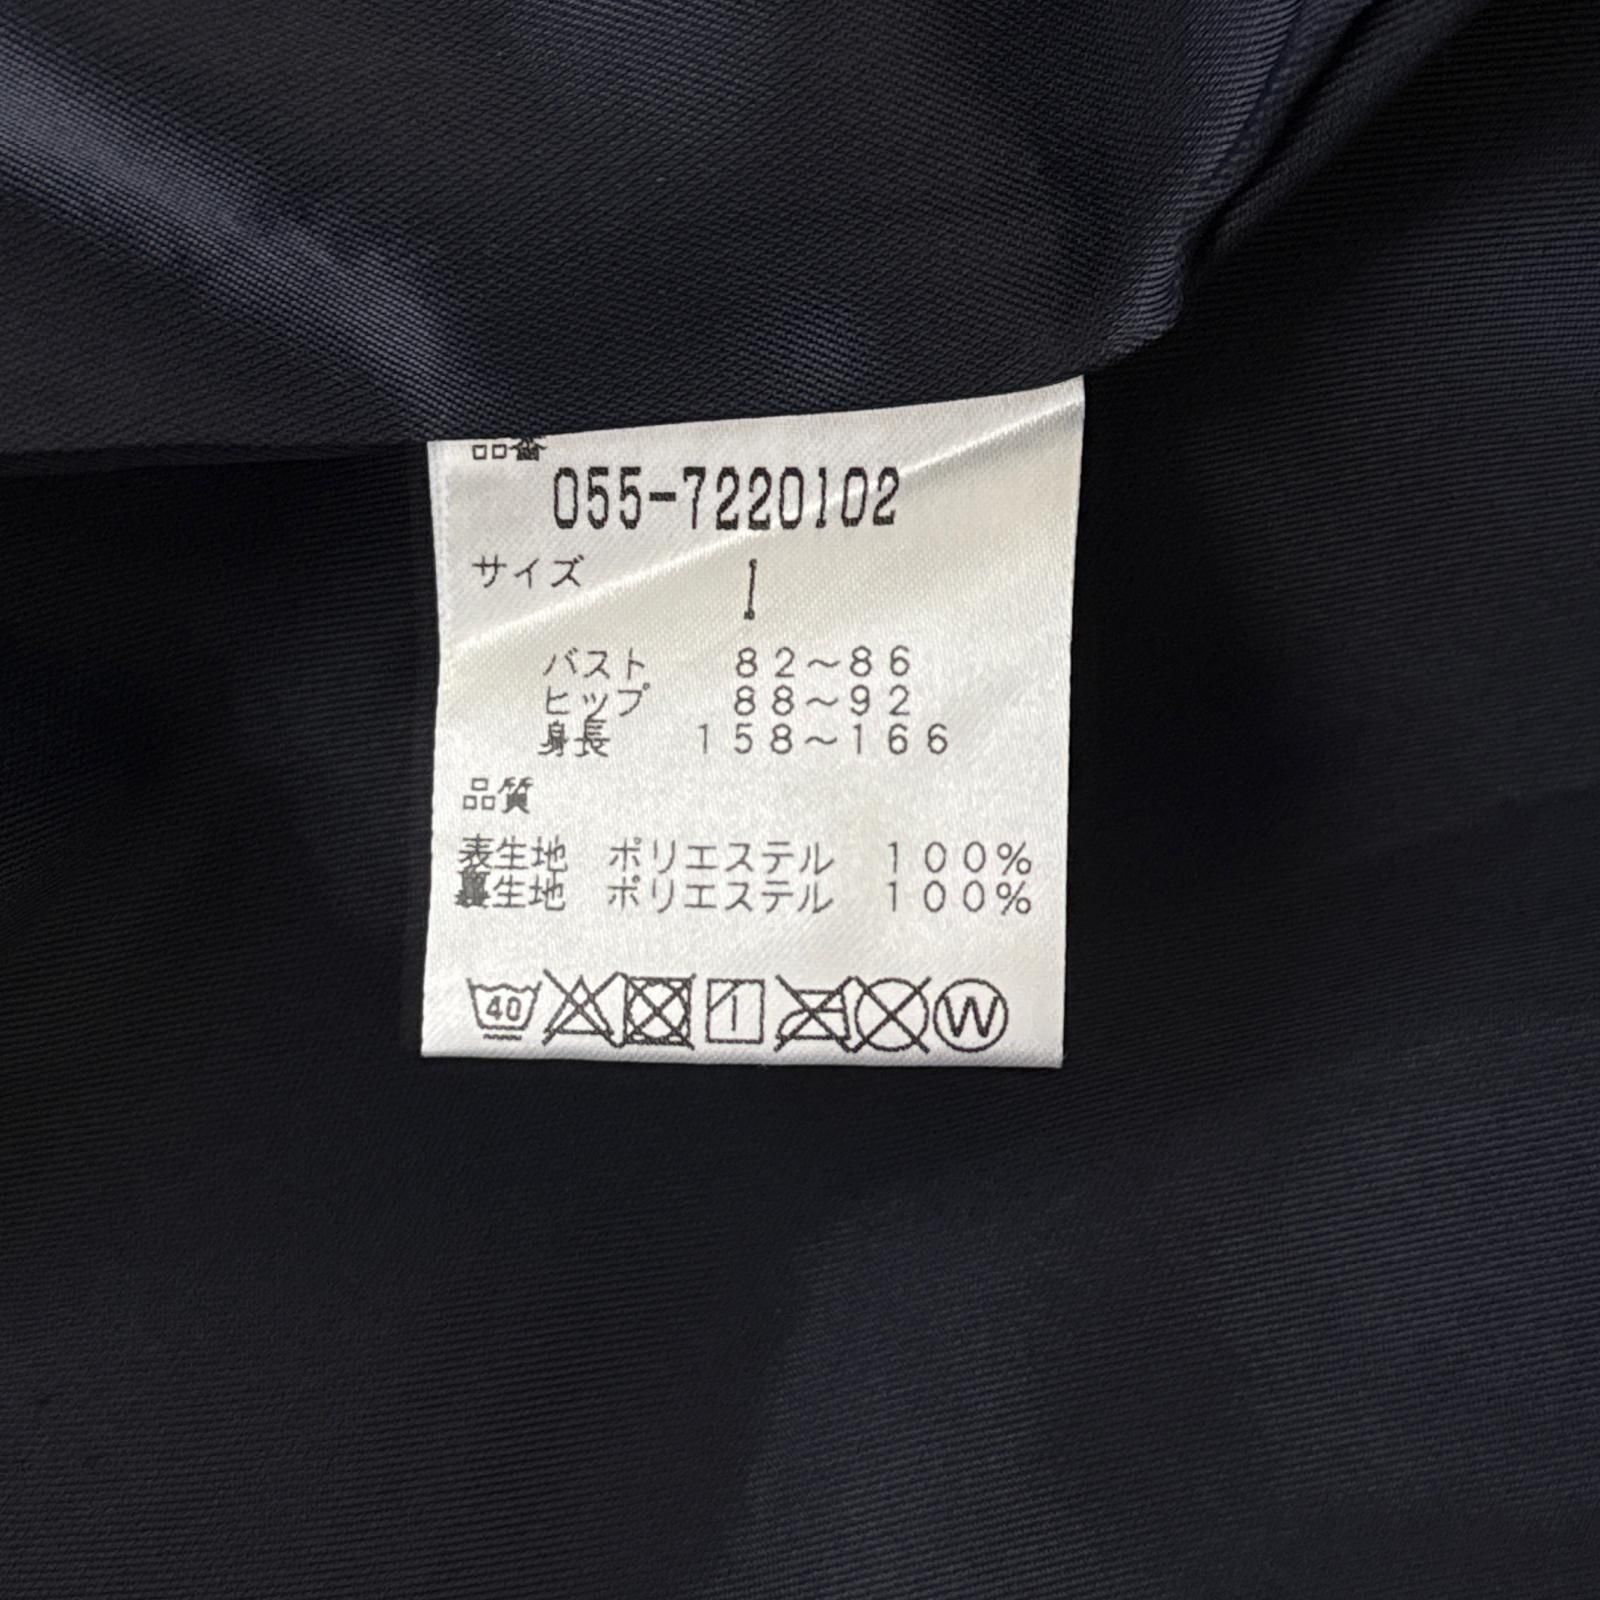 品番
055-7220102
サイズ 1
バスト 82～86
ヒップ 88～92
身長 158～166
品質
表生地 ポリエステル 100%
裏生地 ポリエステル 100%
40 1 W